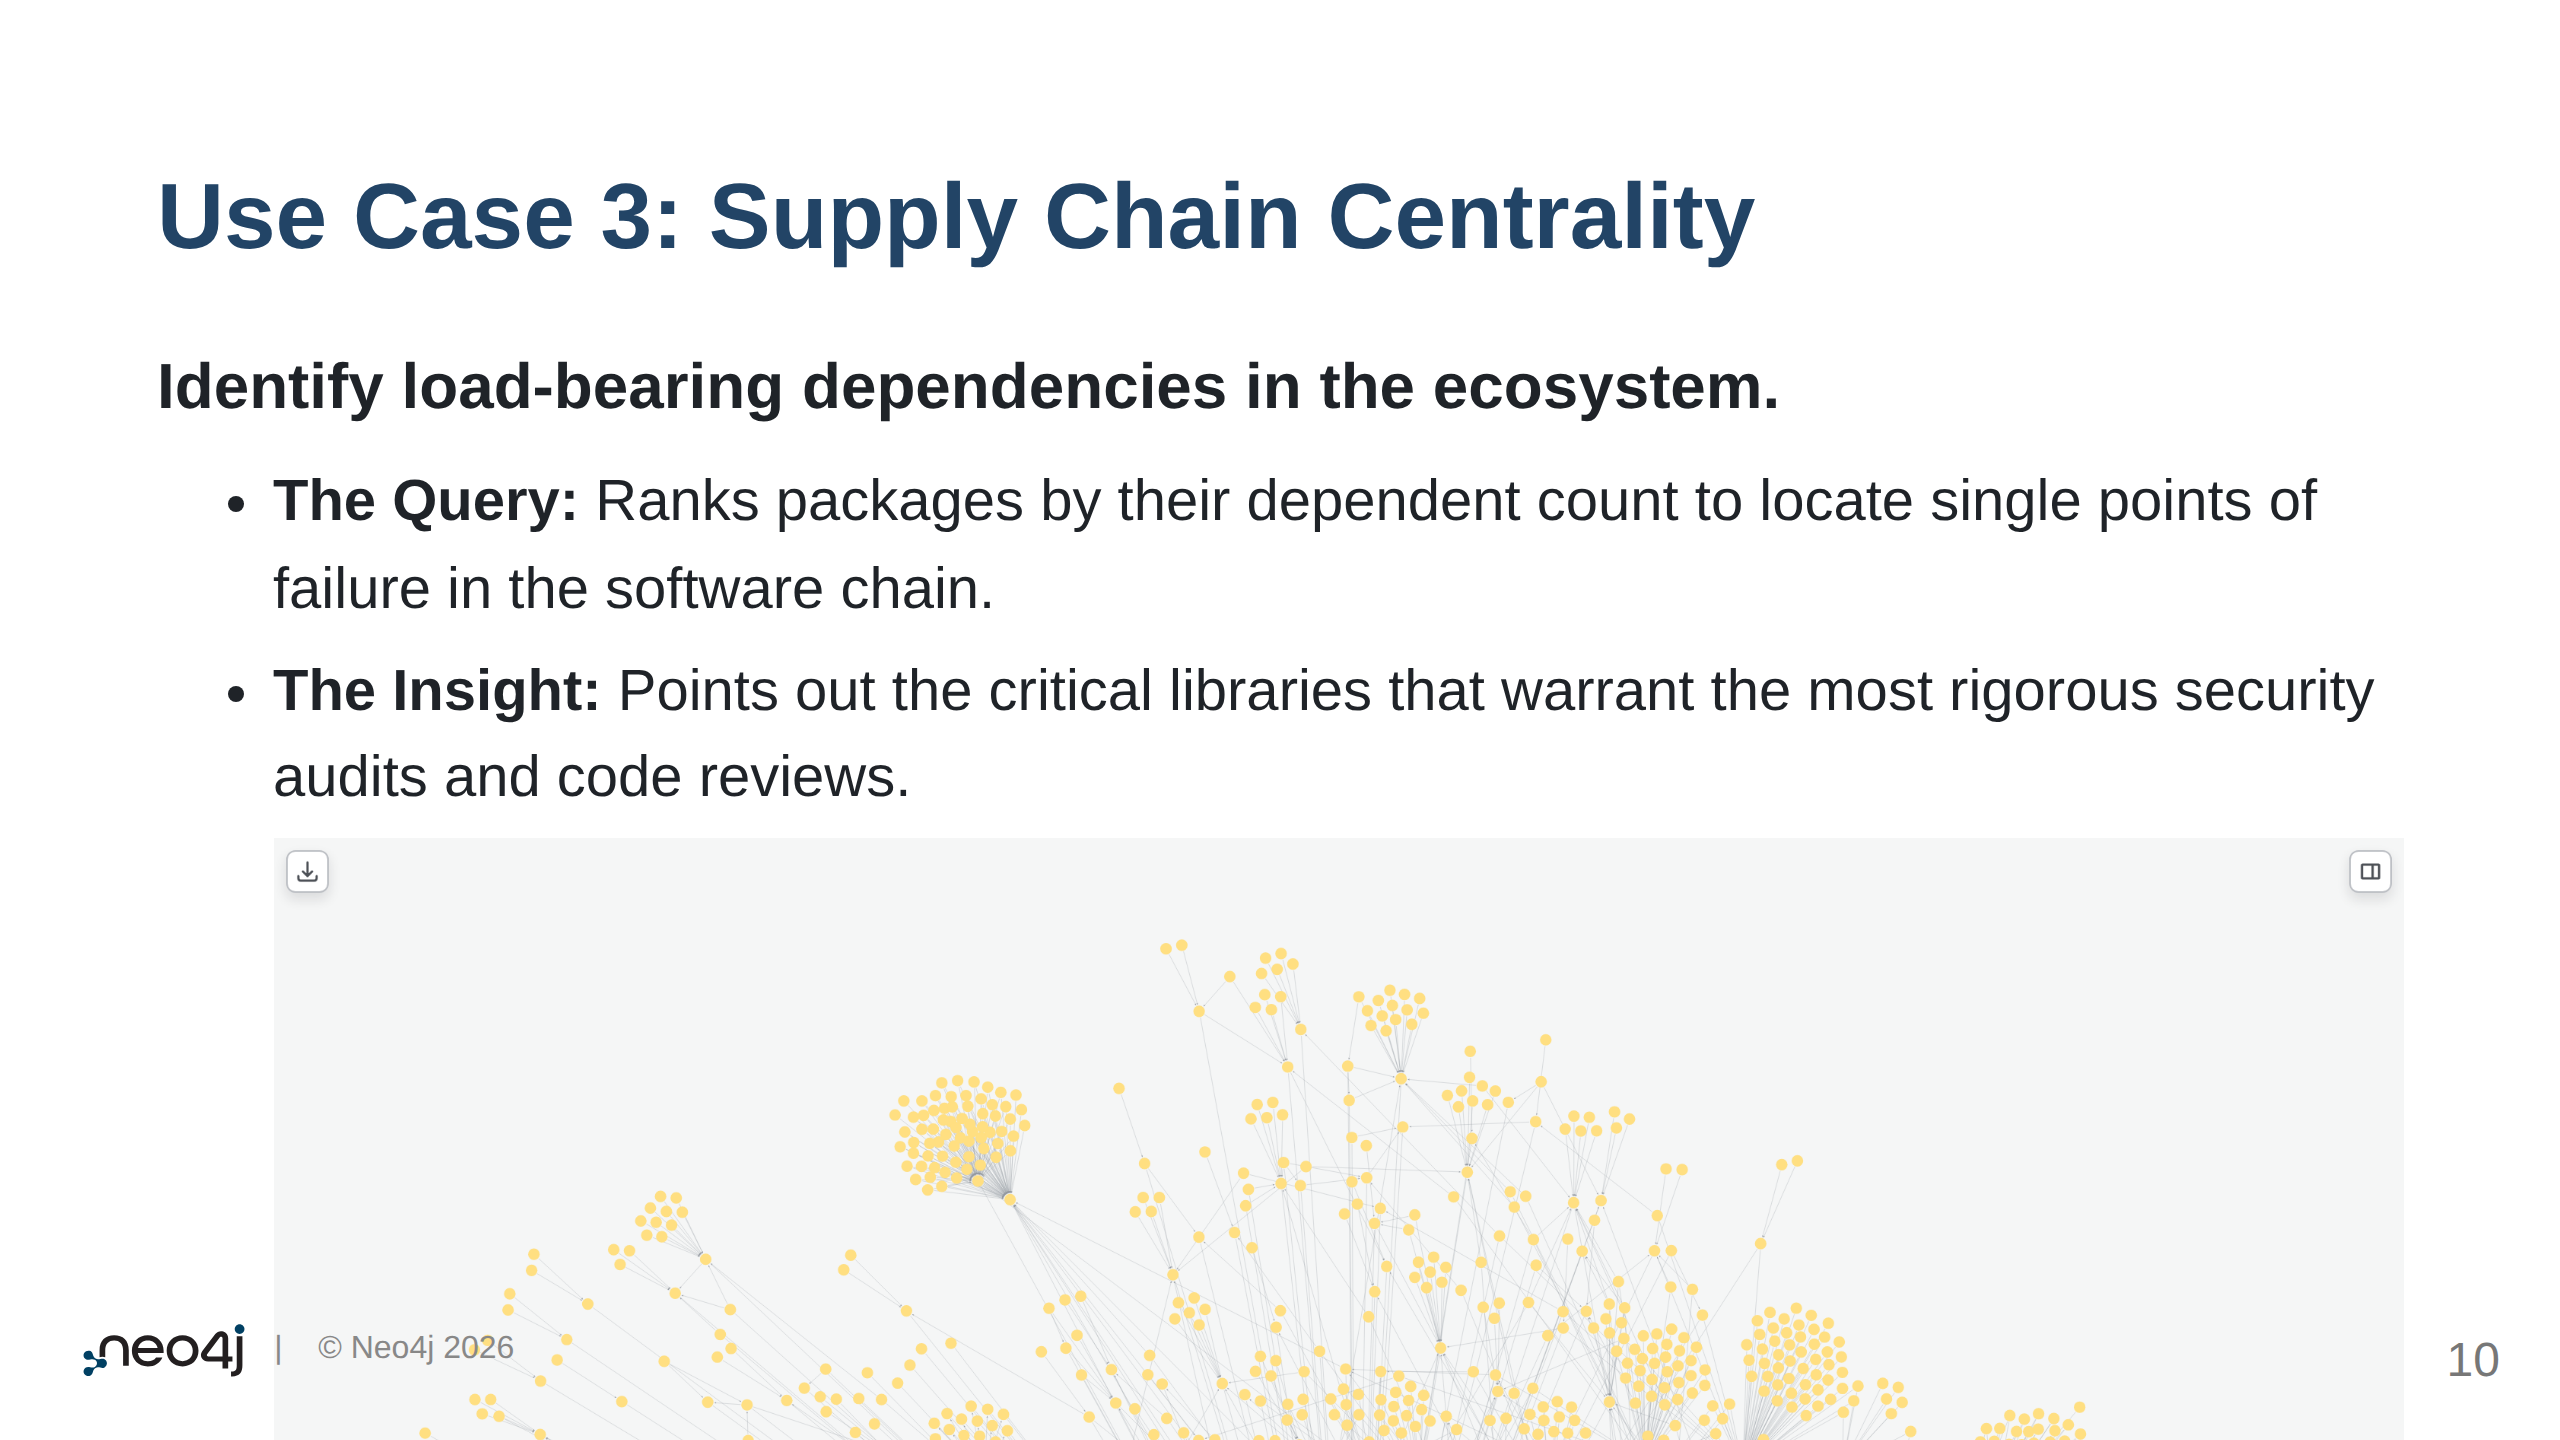 Use Case 3: Supply Chain Centrality
Identify load-bearing dependencies in the ecosystem.
• The Query: Ranks packages by their dependent count to locate single points of
failure in the software chain.
• The Insight: Points out the critical libraries that warrant the most rigorous security
audits and code reviews.
neo4j | © Neo4j 2026
10